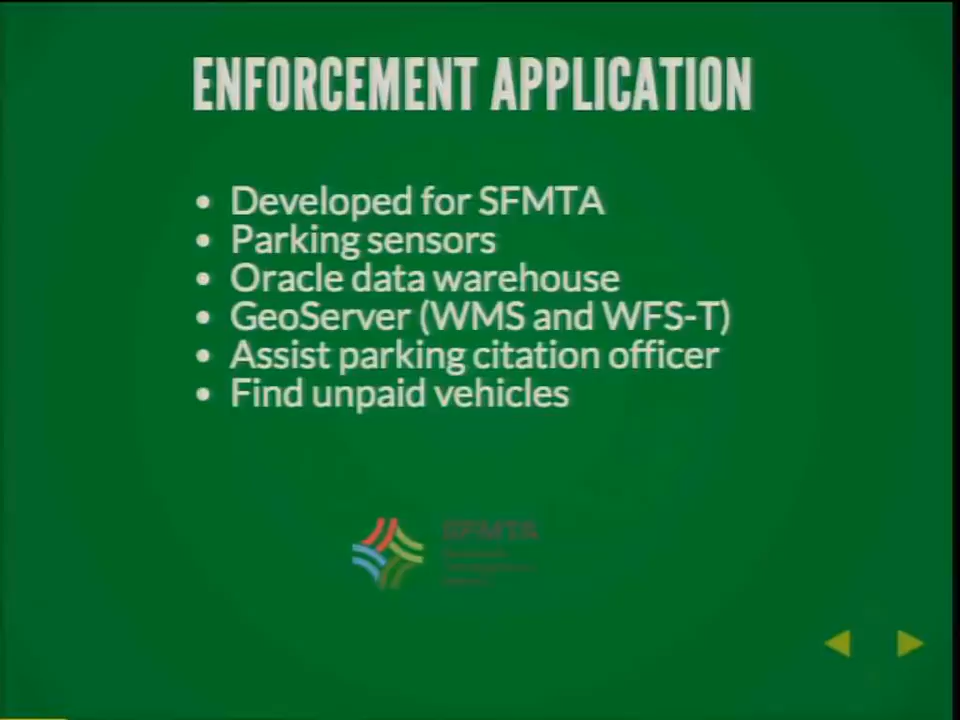 ENFORCEMENT APPLICATION
• Developed for SFMTA
• Parking sensors
• Oracle data warehouse
• GeoServer (WMS and WFS-T)
• Assist parking citation officer
• Find unpaid vehicles
SFMTA